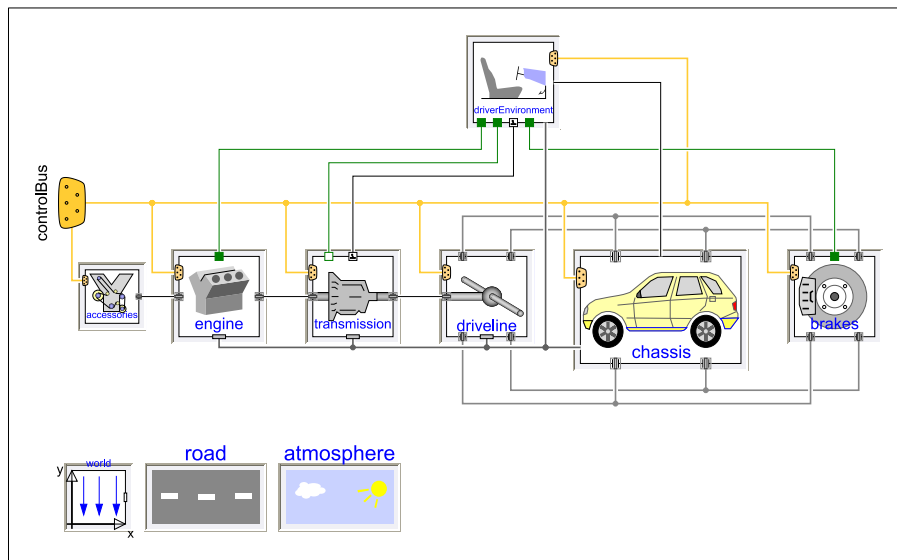 driverEnvironment
controlBus
accessories
engine
transmission
driveline
chassis
brakes
world
road
atmosphere
y
x